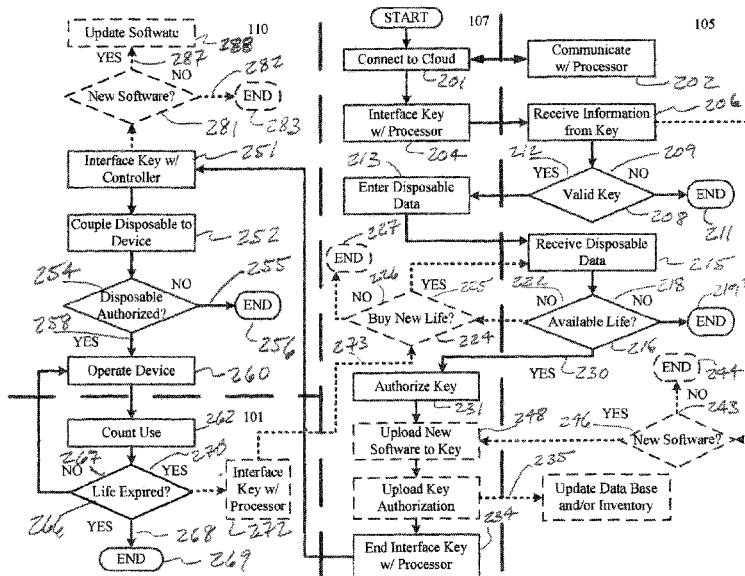 110
107
START
105
Update Software
288
YES
287
NO
282
New Software?
END
281
283
Connect to Cloud
201
Communicate
w/ Processor
202
Interface Key
w/ Processor
204
Receive Information
from Key
206
Interface Key w/
Controller
251
213
Enter Disposable
Data
212
YES
209
NO
Valid Key
208
END
211
Couple Disposable to
Device
252
227
END
Receive Disposable
Data
215
254
NO
255
Disposable
Authorized?
END
256
258
YES
226
NO
YES
225
Buy New Life?
224
273
222
NO
218
NO
Available Life?
216
END
219
YES
230
Operate Device
260
Authorize Key
231
END
244
NO
243
262
101
Count Use
248
Upload New
Software to Key
246
YES
New Software?
267
NO
270
YES
Life Expired?
266
Interface
Key w/
Processor
272
235
Upload Key
Authorization
234
Update Data Base
and/or Inventory
YES
268
END
269
End Interface Key
w/ Processor